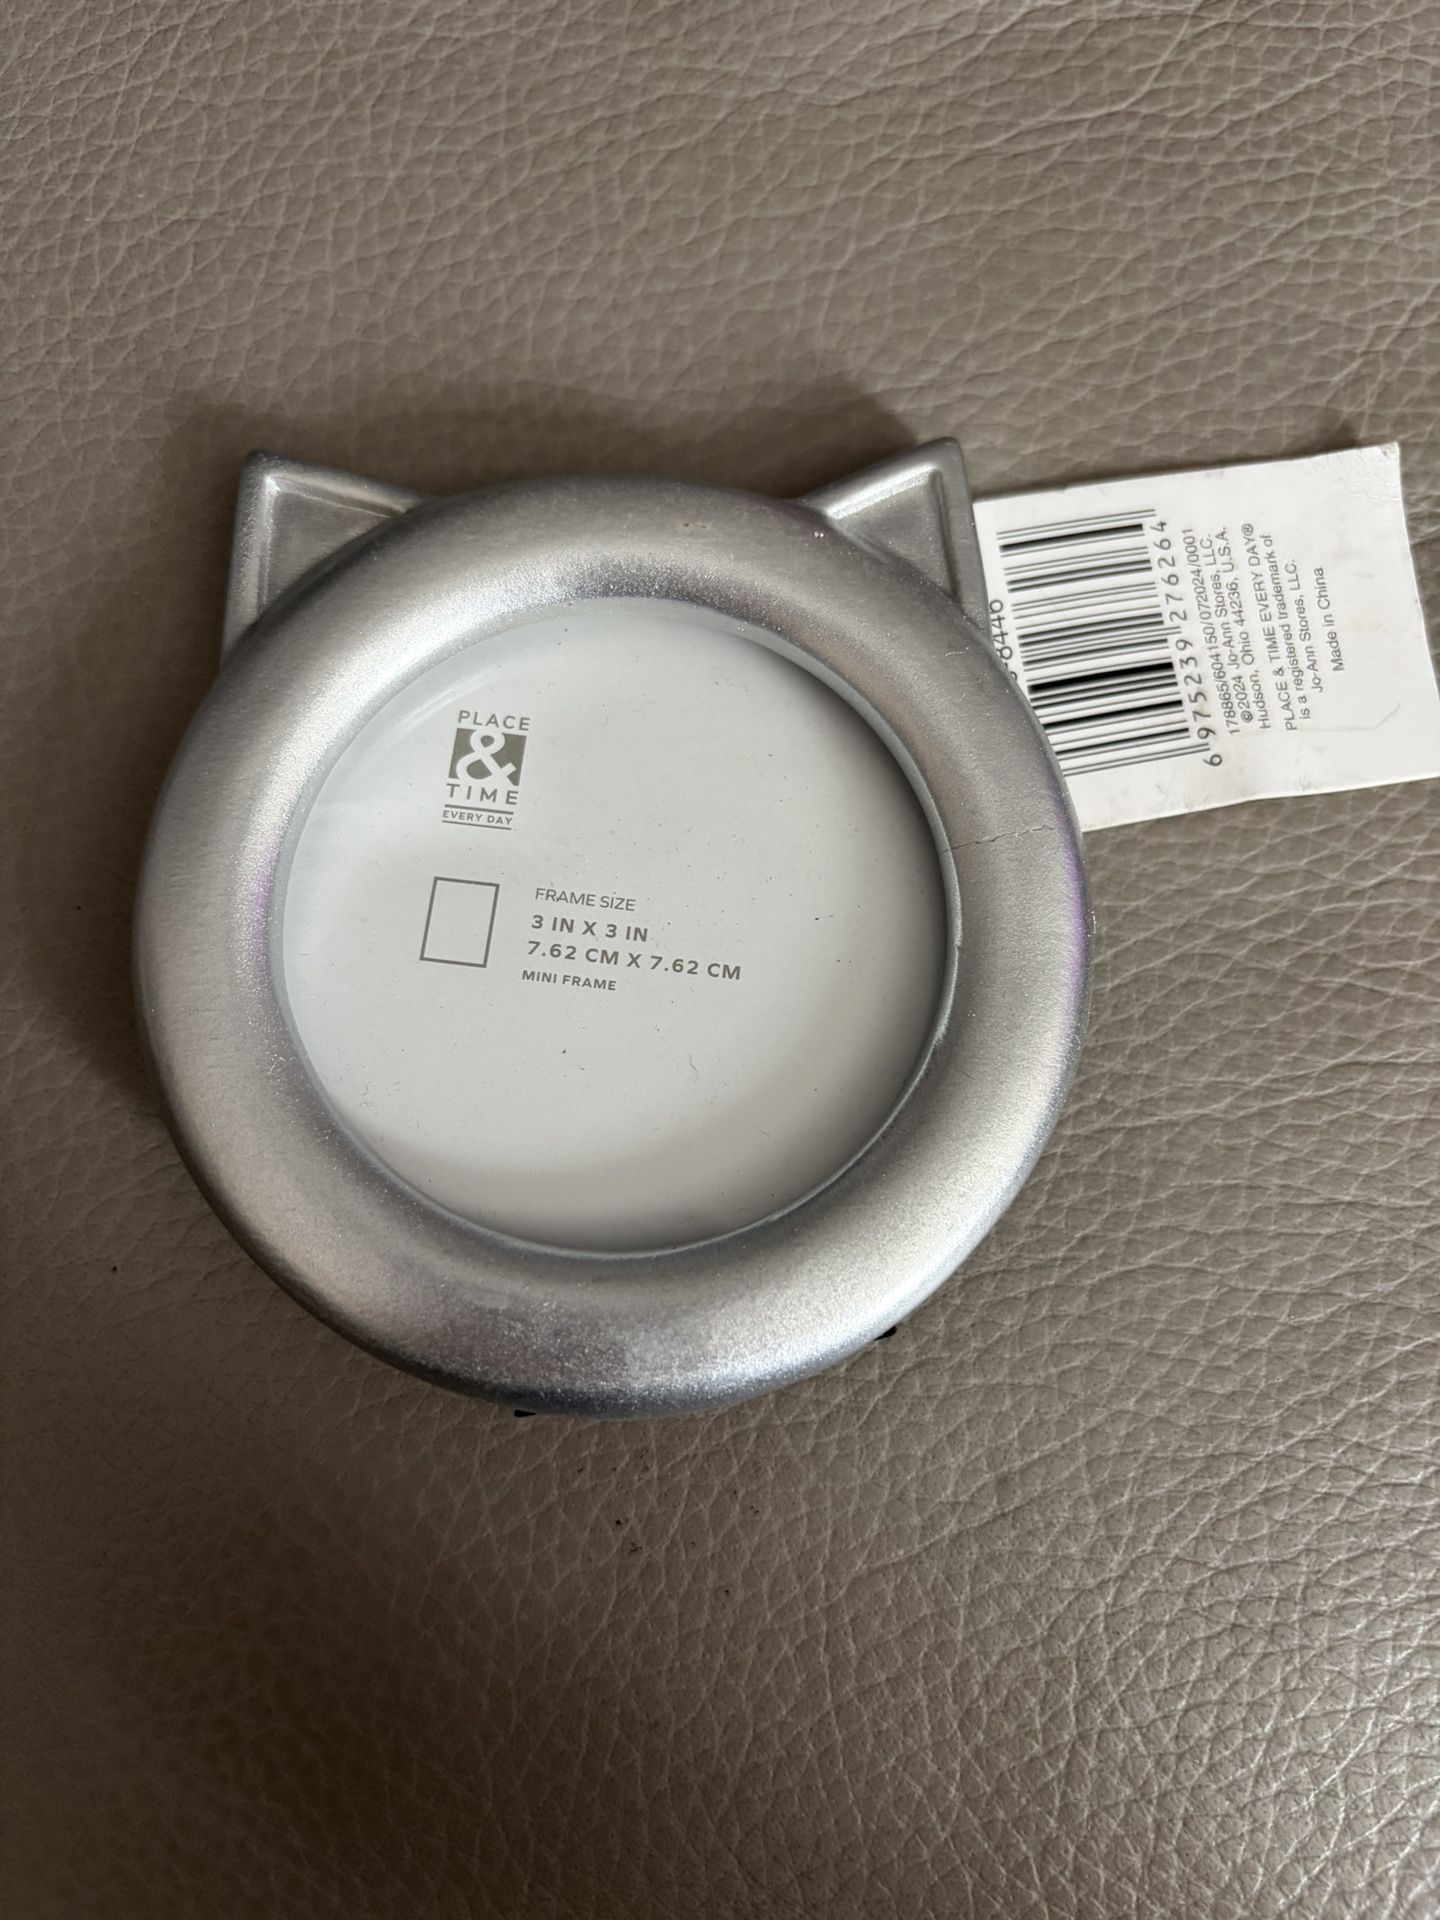 PLACE
&
TIME
EVERY DAY
FRAME SIZE
3 IN X 3 IN
7.62 CM X 7.62 CM
MINI FRAME
6 975239 276264
178865/604150/072024/0001
©2024 Jo-Ann Stores, LLC.
Hudson, Ohio 44236, U.S.A.
PLACE & TIME EVERY DAY®
is a registered trademark of
Jo-Ann Stores, LLC.
Made in China